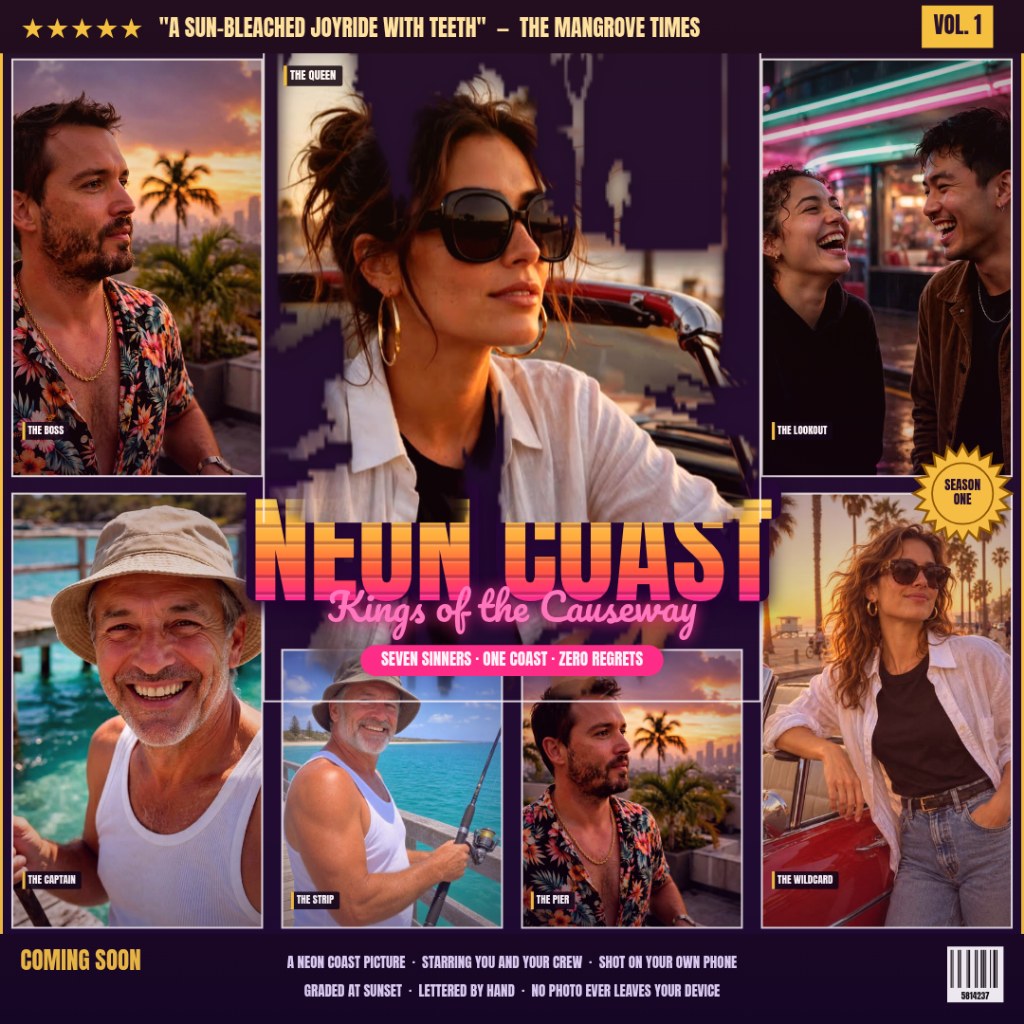 ★★★★★ "A SUN-BLEACHED JOYRIDE WITH TEETH" – THE MANGROVE TIMES
VOL. 1
THE QUEEN
THE BOSS
THE LOOKOUT
SEASON
ONE
NEON COAST
Kings of the Causeway
SEVEN SINNERS · ONE COAST · ZERO REGRETS
THE CAPTAIN
THE STRIP
THE PIER
THE WILDCARD
COMING SOON
A NEON COAST PICTURE · STARRING YOU AND YOUR CREW · SHOT ON YOUR OWN PHONE
GRADED AT SUNSET · LETTERED BY HAND · NO PHOTO EVER LEAVES YOUR DEVICE
5814237